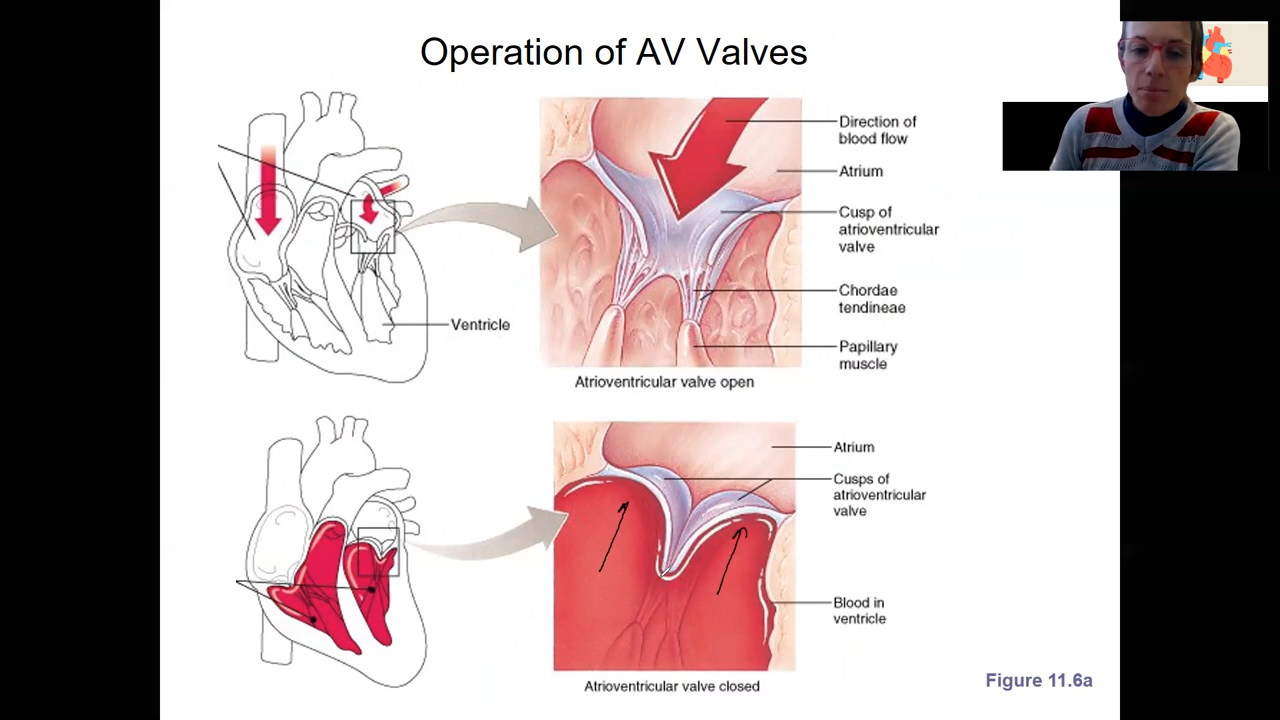 Operation of AV Valves
Direction of
blood flow
Atrium
Cusp of
atrioventricular
valve
Chordae
tendineae
Papillary
muscle
Ventricle
Atrioventricular valve open
Atrium
Cusps of
atrioventricular
valve
Blood in
ventricle
Atrioventricular valve closed
Figure 11.6a